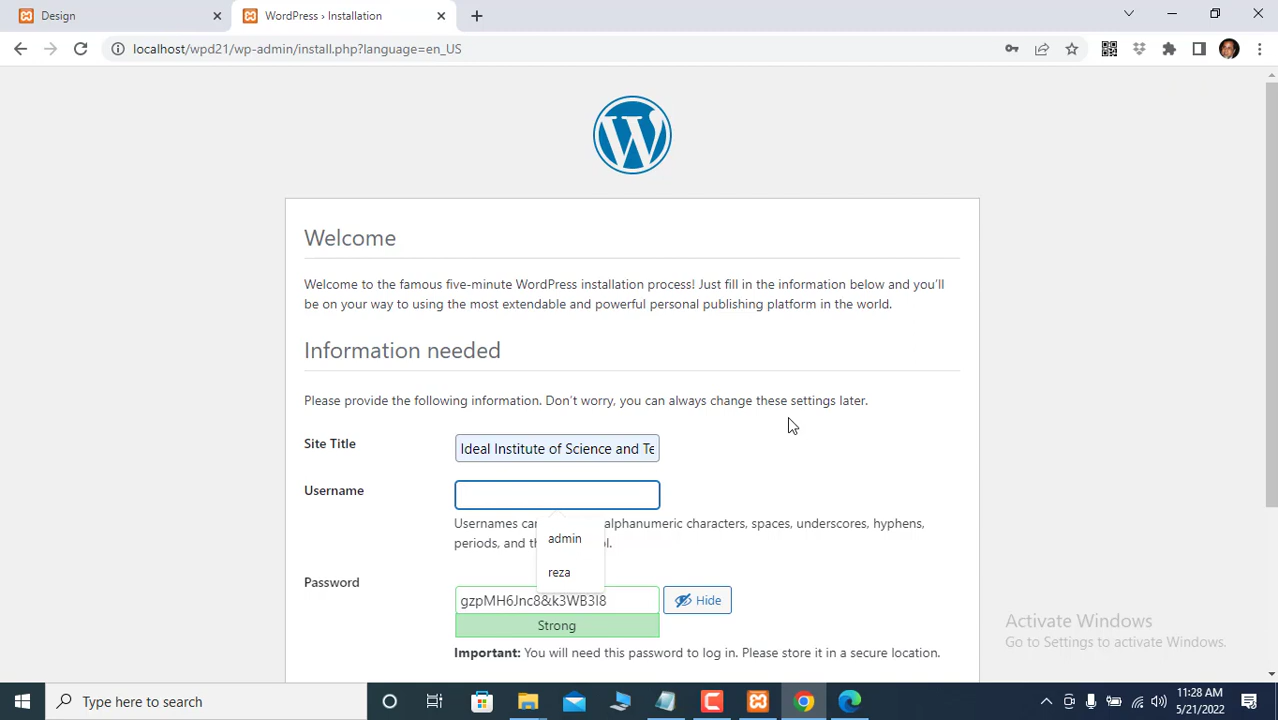 Design
WordPress › Installation
localhost/wpd21/wp-admin/install.php?language=en_US
Welcome
Welcome to the famous five-minute WordPress installation process! Just fill in the information below and you'll
be on your way to using the most extendable and powerful personal publishing platform in the world.
Information needed
Please provide the following information. Don't worry, you can always change these settings later.
Site Title
Ideal Institute of Science and Te
Username
Usernames can alphanumeric characters, spaces, underscores, hyphens,
periods, and th l.
admin
reza
Password
gzpMH6Jnc8&k3WB3I8
Hide
Strong
Important: You will need this password to log in. Please store it in a secure location.
Activate Windows
Go to Settings to activate Windows.
Type here to search
11:28 AM
5/21/2022